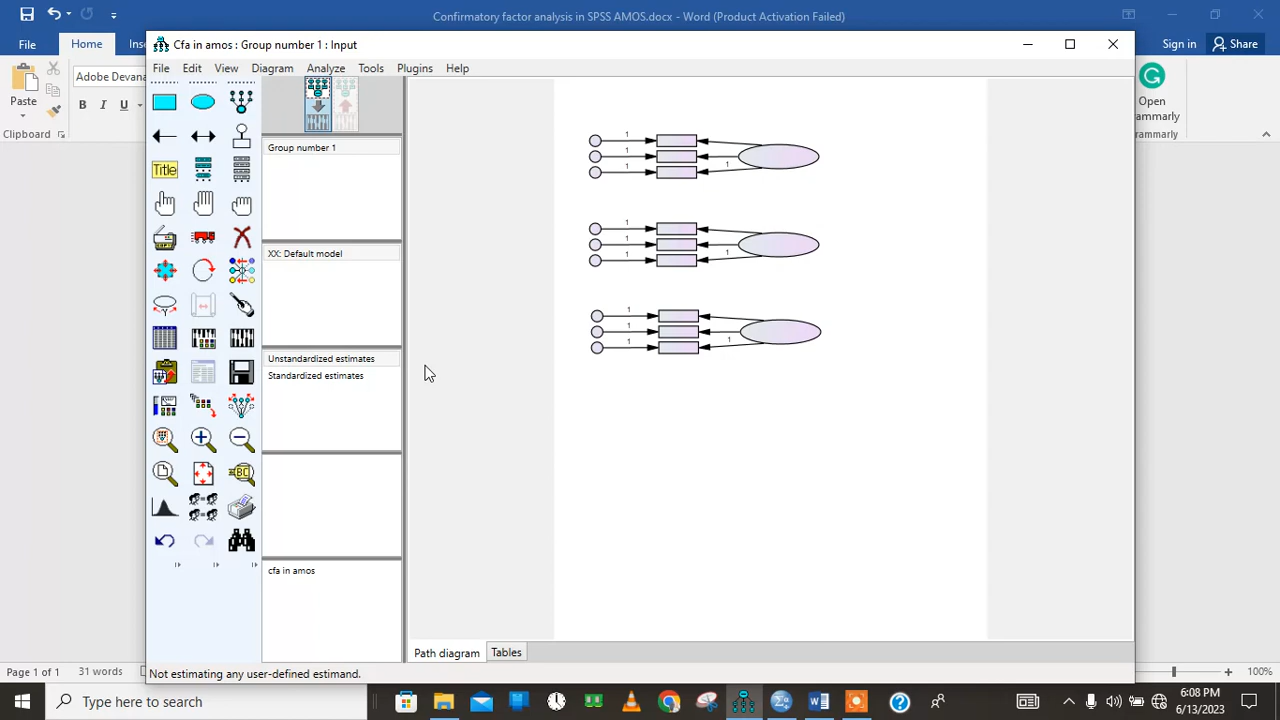 Confirmatory factor analysis in SPSS AMOS.docx - Word (Product Activation Failed)
File
Home
Ins
Sign in
Share
Paste
Adobe Devana
B I U
Clipboard
Open
ammarly
rammarly
Cfa in amos : Group number 1 : Input
File Edit View Diagram Analyze Tools Plugins Help
Title
Group number 1
XX: Default model
Unstandardized estimates
Standardized estimates
cfa in amos
1
1
1
1
1
1
1
1
1
1
1
1
Path diagram
Tables
Not estimating any user-defined estimand.
Page 1 of 1
31 words
100%
Type here to search
6:08 PM
6/13/2023